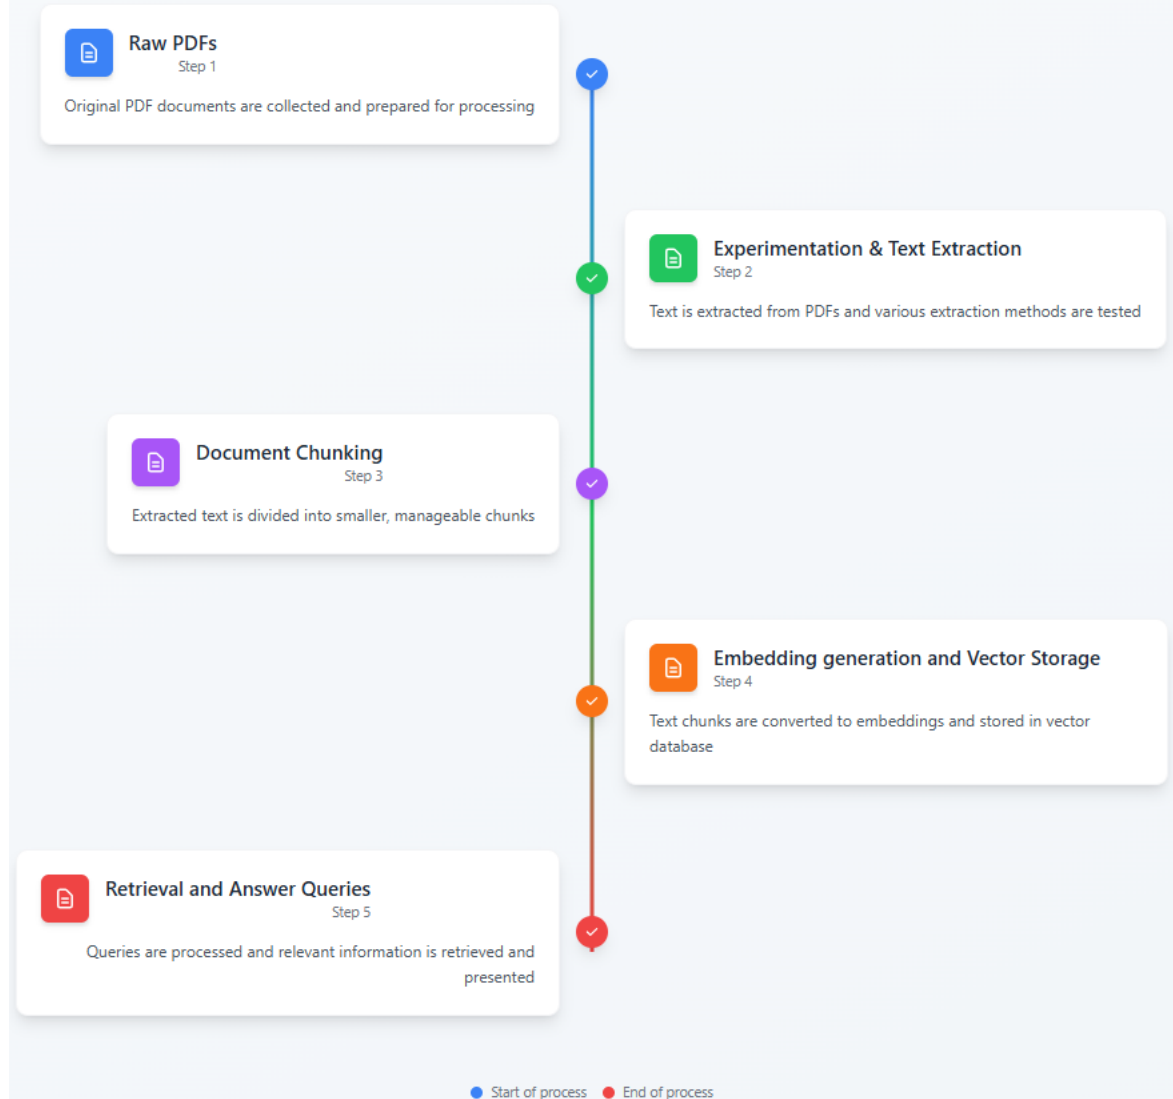 Raw PDFs
Step 1
Original PDF documents are collected and prepared for processing
Experimentation & Text Extraction
Step 2
Text is extracted from PDFs and various extraction methods are tested
Document Chunking
Step 3
Extracted text is divided into smaller, manageable chunks
Embedding generation and Vector Storage
Step 4
Text chunks are converted to embeddings and stored in vector
database
Retrieval and Answer Queries
Step 5
Queries are processed and relevant information is retrieved and
presented
Start of process End of process